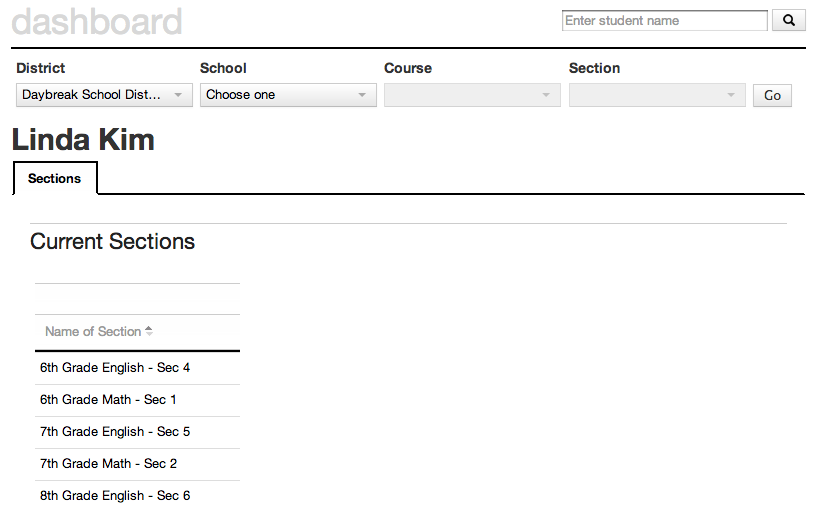 dashboard
Enter student name
District School Course Section
Daybreak School Dist... Choose one Go
Linda Kim
Sections
Current Sections
Name of Section
6th Grade English - Sec 4
6th Grade Math - Sec 1
7th Grade English - Sec 5
7th Grade Math - Sec 2
8th Grade English - Sec 6